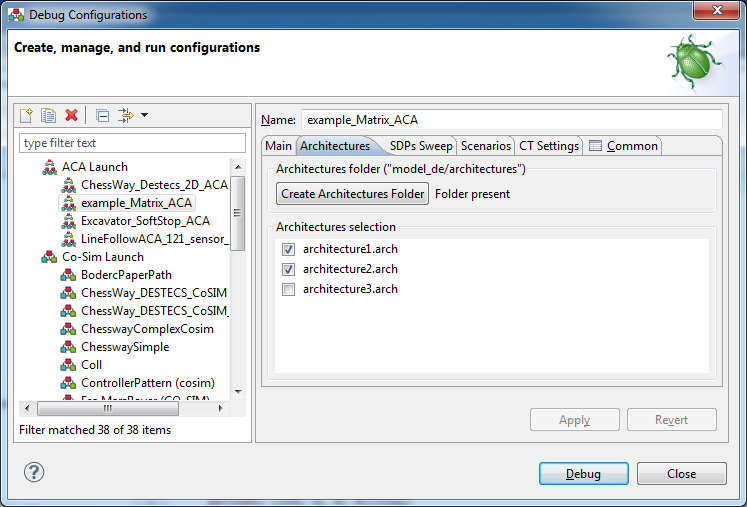 Debug Configurations
Create, manage, and run configurations
type filter text
ACA Launch
ChessWay_Destecs_2D_ACA
example_Matrix_ACA
Excavator_SoftStop_ACA
LineFollowACA_121_sensor_
Co-Sim Launch
BodercPaperPath
ChessWay_DESTECS_CoSIM
ChessWay_DESTECS_CoSIM_
ChesswayComplexCosim
ChesswaySimple
Coll
ControllerPattern (cosim)
Filter matched 38 of 38 items
Name: example_Matrix_ACA
Main Architectures SDPs Sweep Scenarios CT Settings Common
Architectures folder ("model_de/architectures")
Create Architectures Folder Folder present
Architectures selection
architecture1.arch
architecture2.arch
architecture3.arch
Apply Revert
? Debug Close